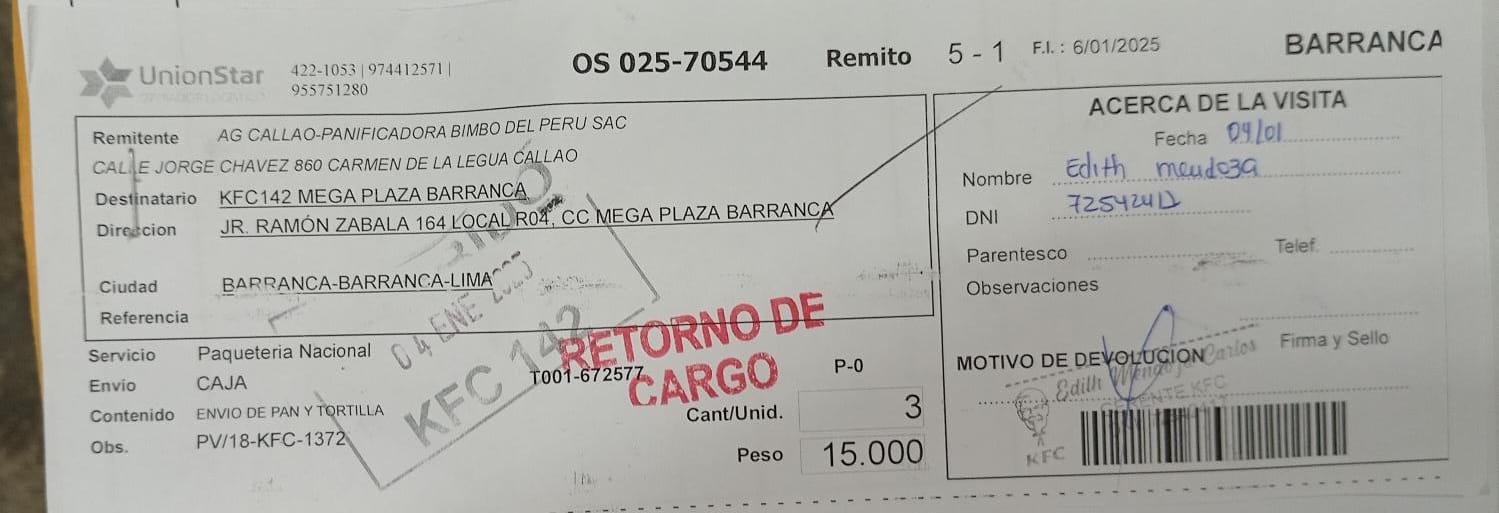 UnionStar
422-1053 | 974412571 |
955751280
OS 025-70544
Remito 5 - 1
F.I. : 6/01/2025
BARRANCA
Remitente AG CALLAO-PANIFICADORA BIMBO DEL PERU SAC
CALLE JORGE CHAVEZ 860 CARMEN DE LA LEGUA CALLAO
Destinatario KFC142 MEGA PLAZA BARRANCA
Direccion JR. RAMÓN ZABALA 164 LOCAL R04, CC MEGA PLAZA BARRANCA
Ciudad BARRANCA-BARRANCA-LIMA
Referencia
Servicio Paqueteria Nacional
Envio CAJA
Contenido ENVIO DE PAN Y TORTILLA
Obs. PV/18-KFC-1372
04 ENE 2025
KFC 142
RETORNO DE
CARGO
T001-672577
P-0
Cant/Unid. 3
Peso 15.000
ACERCA DE LA VISITA
Fecha 04/01
Nombre Edith mendoza
DNI
Parentesco Telef.
Observaciones
Firma y Sello
MOTIVO DE DEVOLUCION
Edith Carlos
GERENTE KFC
KFC